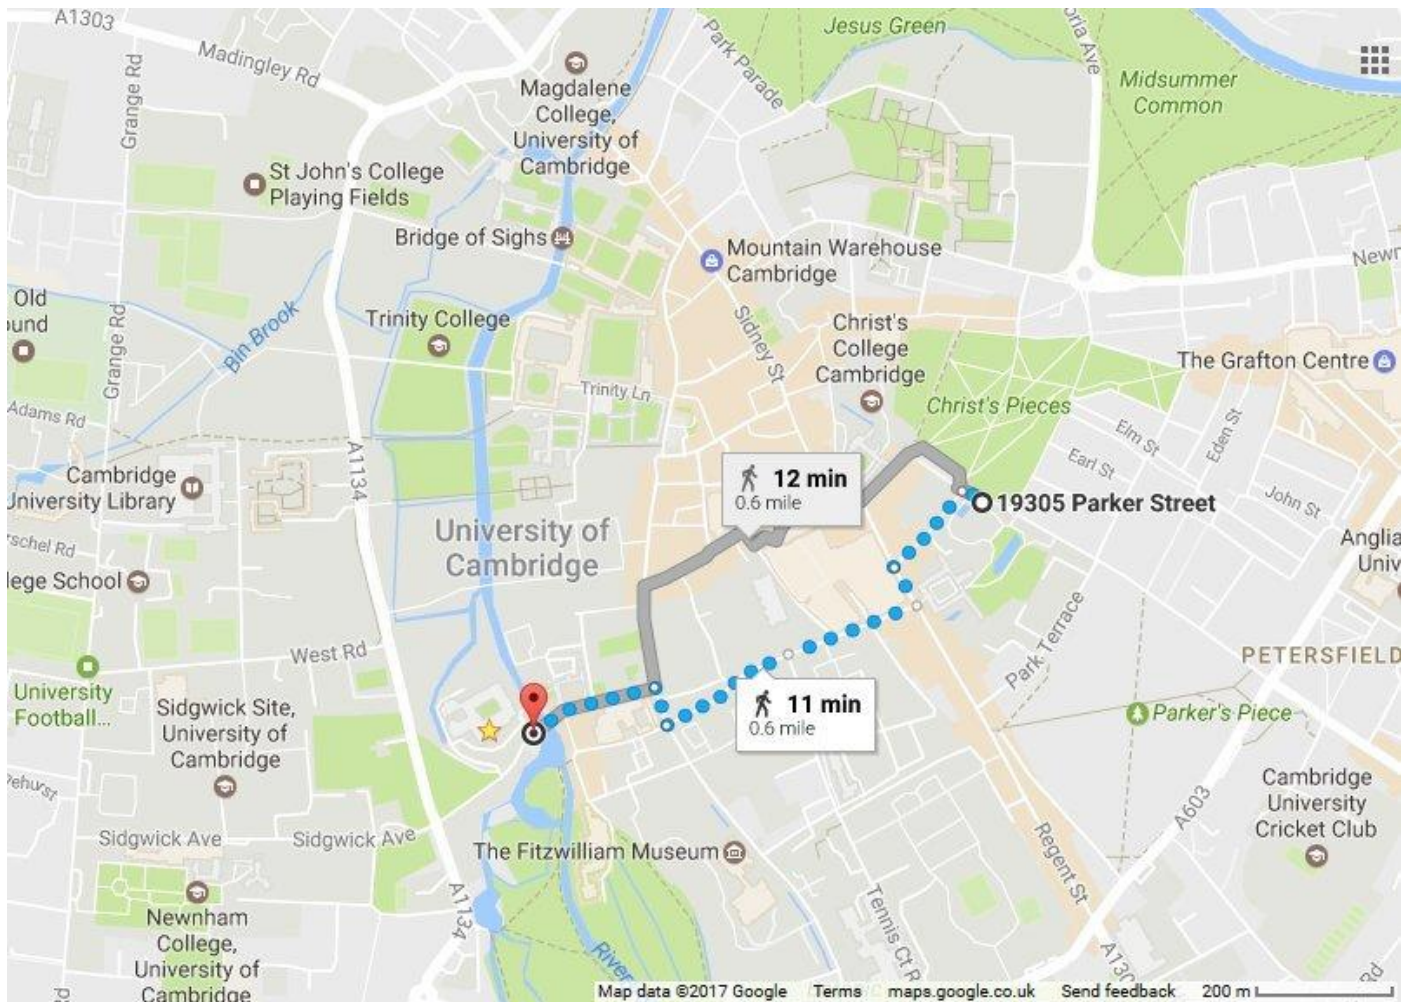 A1303
Madingley Rd
Grange Rd
Park Parade
Jesus Green
oria Ave
Midsummer
Common
Magdalene
College,
University of
Cambridge
St John's College
Playing Fields
Bridge of Sighs
Mountain Warehouse
Cambridge
Newm
Old
ound
Bin Brook
Grange Rd
Trinity College
Sidney St
Christ's
College
Cambridge
The Grafton Centre
Trinity Ln
Christ's Pieces
Adams Rd
A1134
Elm St
Eden St
Earl St
John St
Cambridge
University Library
12 min
0.6 mile
19305 Parker Street
University of
Cambridge
rschel Rd
lege School
Anglia
Univ
Park Terrace
West Rd
PETERSFIELD
University
Football...
Sidgwick Site,
University of
Cambridge
11 min
0.6 mile
Parker's Piece
Cambridge
University
Cricket Club
A603
Sidgwick Ave
Sidgwick Ave
The Fitzwilliam Museum
Regent St
Newnham
College,
University of
Cambridge
A1134
Tennis Ct R
River
A130
Rd
Map data ©2017 Google Terms maps.google.co.uk Send feedback 200 m